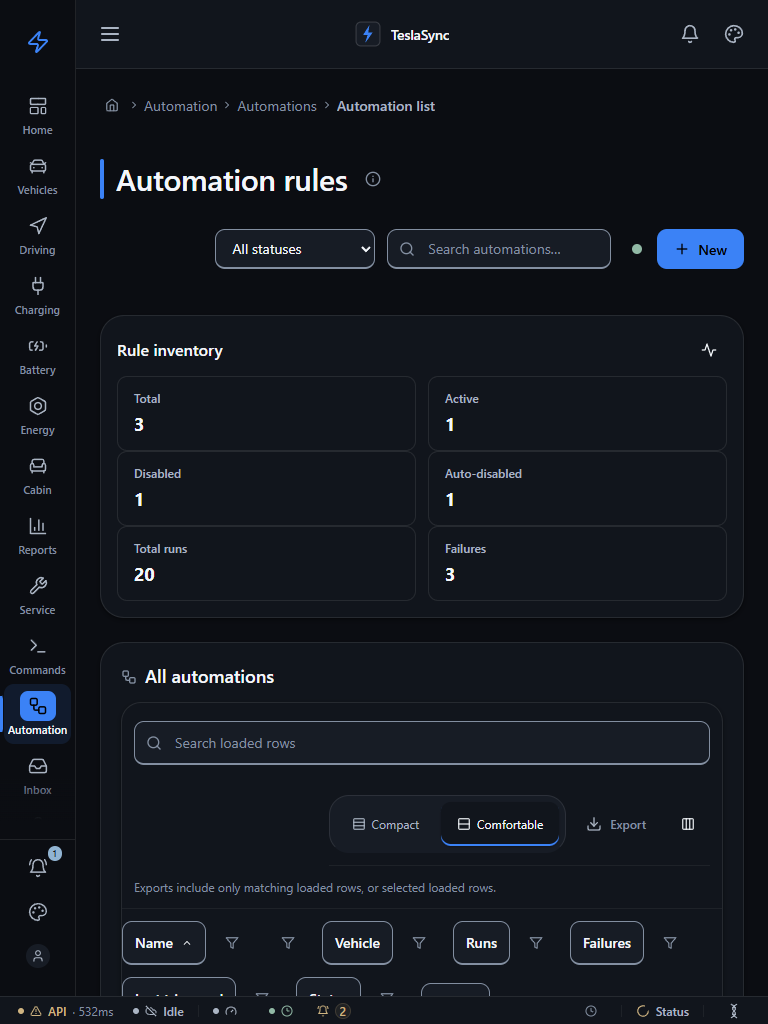 TeslaSync
Home
Vehicles
Driving
Charging
Battery
Energy
Cabin
Reports
Service
Commands
Automation
Inbox
1
Automation
Automations
Automation list
Automation rules
All statuses
Search automations...
New
Rule inventory
Total
3
Active
1
Disabled
1
Auto-disabled
1
Total runs
20
Failures
3
All automations
Search loaded rows
Compact
Comfortable
Export
Exports include only matching loaded rows, or selected loaded rows.
Name
Vehicle
Runs
Failures
API · 532ms
Idle
2
Status